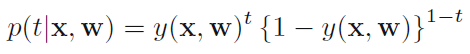 p(t|x, w) = y(x, w)^t {1 − y(x, w)}^{1−t}